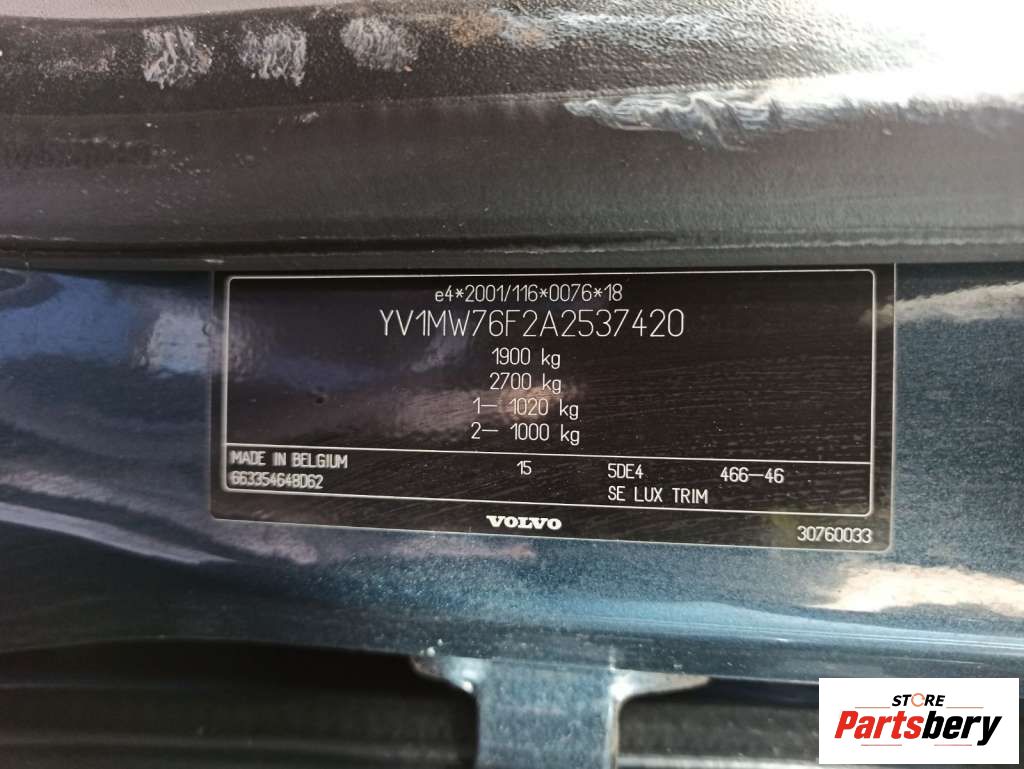 e4*2001/116*0076*18
YV1MW76F2A2537420
1900 kg
2700 kg
1– 1020 kg
2– 1000 kg
MADE IN BELGIUM 15 5DE4 466–46
663354648D62 SE LUX TRIM
VOLVO
30760033
STORE
Partsbery